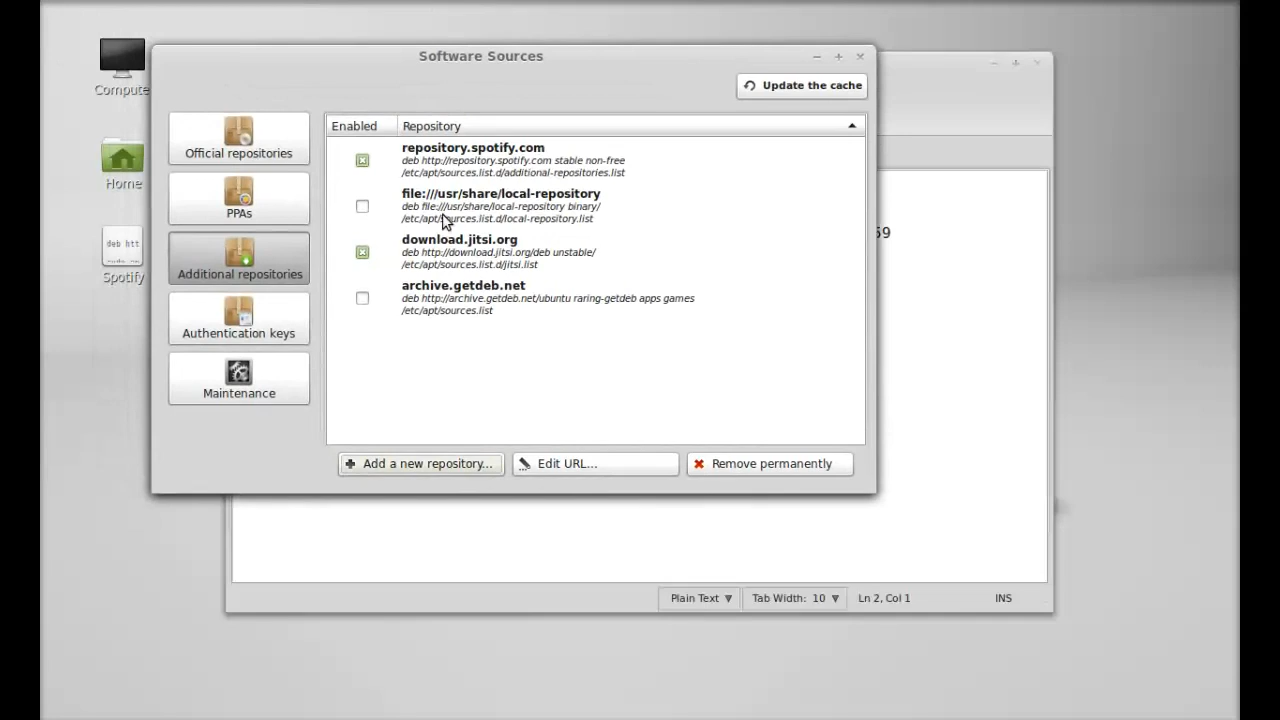 Software Sources
Update the cache
Compute
Home
deb htt
Spotify
Official repositories
PPAs
Additional repositories
Authentication keys
Maintenance
Enabled Repository
repository.spotify.com
deb http://repository.spotify.com stable non-free
/etc/apt/sources.list.d/additional-repositories.list
file:///usr/share/local-repository
deb file:///usr/share/local-repository binary/
/etc/apt/sources.list.d/local-repository.list
download.jitsi.org
deb http://download.jitsi.org/deb unstable/
/etc/apt/sources.list.d/jitsi.list
archive.getdeb.net
deb http://archive.getdeb.net/ubuntu raring-getdeb apps games
/etc/apt/sources.list
Add a new repository... Edit URL... Remove permanently
59
Plain Text Tab Width: 10 Ln 2, Col 1 INS